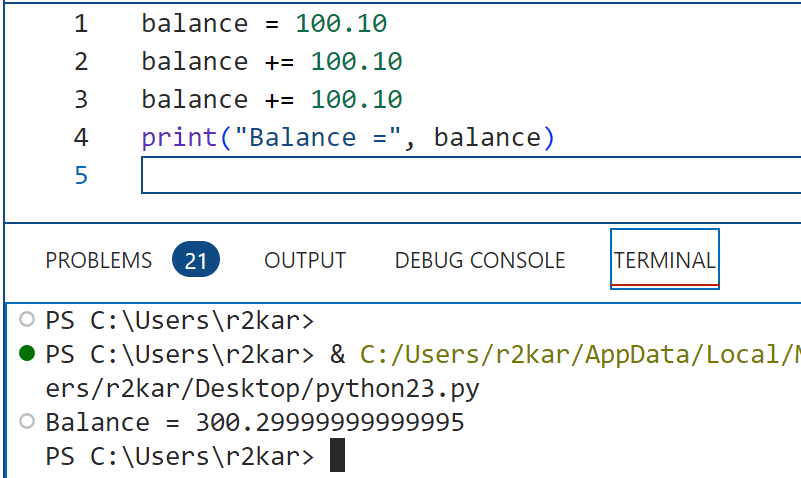 1 balance = 100.10
2 balance += 100.10
3 balance += 100.10
4 print("Balance =", balance)
5
PROBLEMS 21 OUTPUT DEBUG CONSOLE TERMINAL
PS C:\Users\r2kar>
PS C:\Users\r2kar> & C:/Users/r2kar/AppData/Local/M
ers/r2kar/Desktop/python23.py
Balance = 300.29999999999995
PS C:\Users\r2kar>